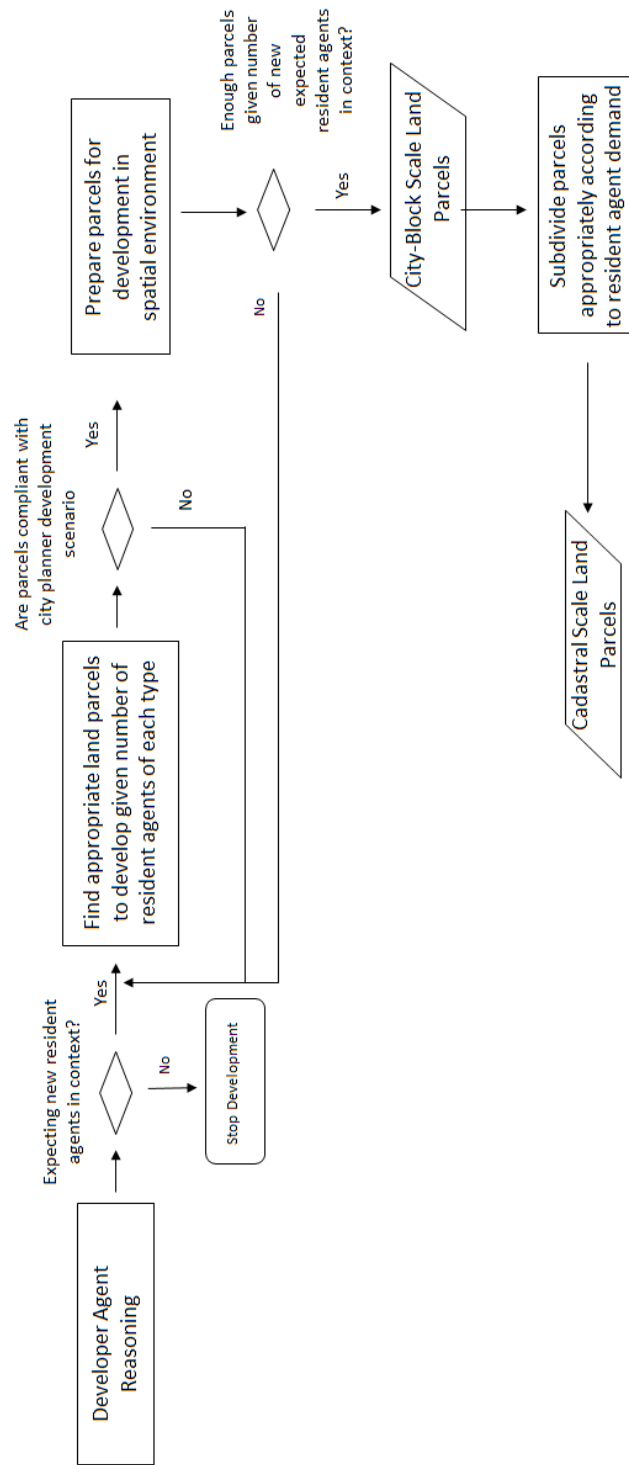 Developer Agent
Reasoning
Expecting new resident
agents in context?
Yes
No
Stop Development
Find appropriate land parcels
to develop given number of
resident agents of each type
Are parcels compliant with
city planner development
scenario
Yes
No
Prepare parcels for
development in
spatial environment
Enough parcels
given number
of new
expected
resident agents
in context?
No
Yes
City-Block Scale Land
Parcels
Subdivide parcels
appropriately according
to resident agent demand
Cadastral Scale Land
Parcels